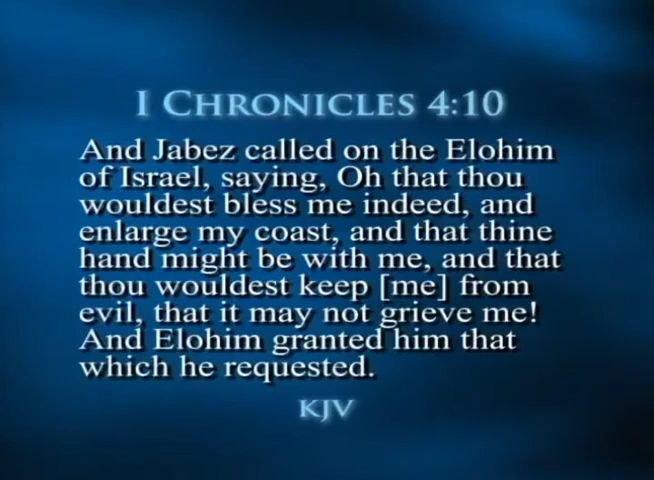 I Chronicles 4:10
And Jabez called on the Elohim
of Israel, saying, Oh that thou
wouldest bless me indeed, and
enlarge my coast, and that thine
hand might be with me, and that
thou wouldest keep [me] from
evil, that it may not grieve me!
And Elohim granted him that
which he requested.
KJV